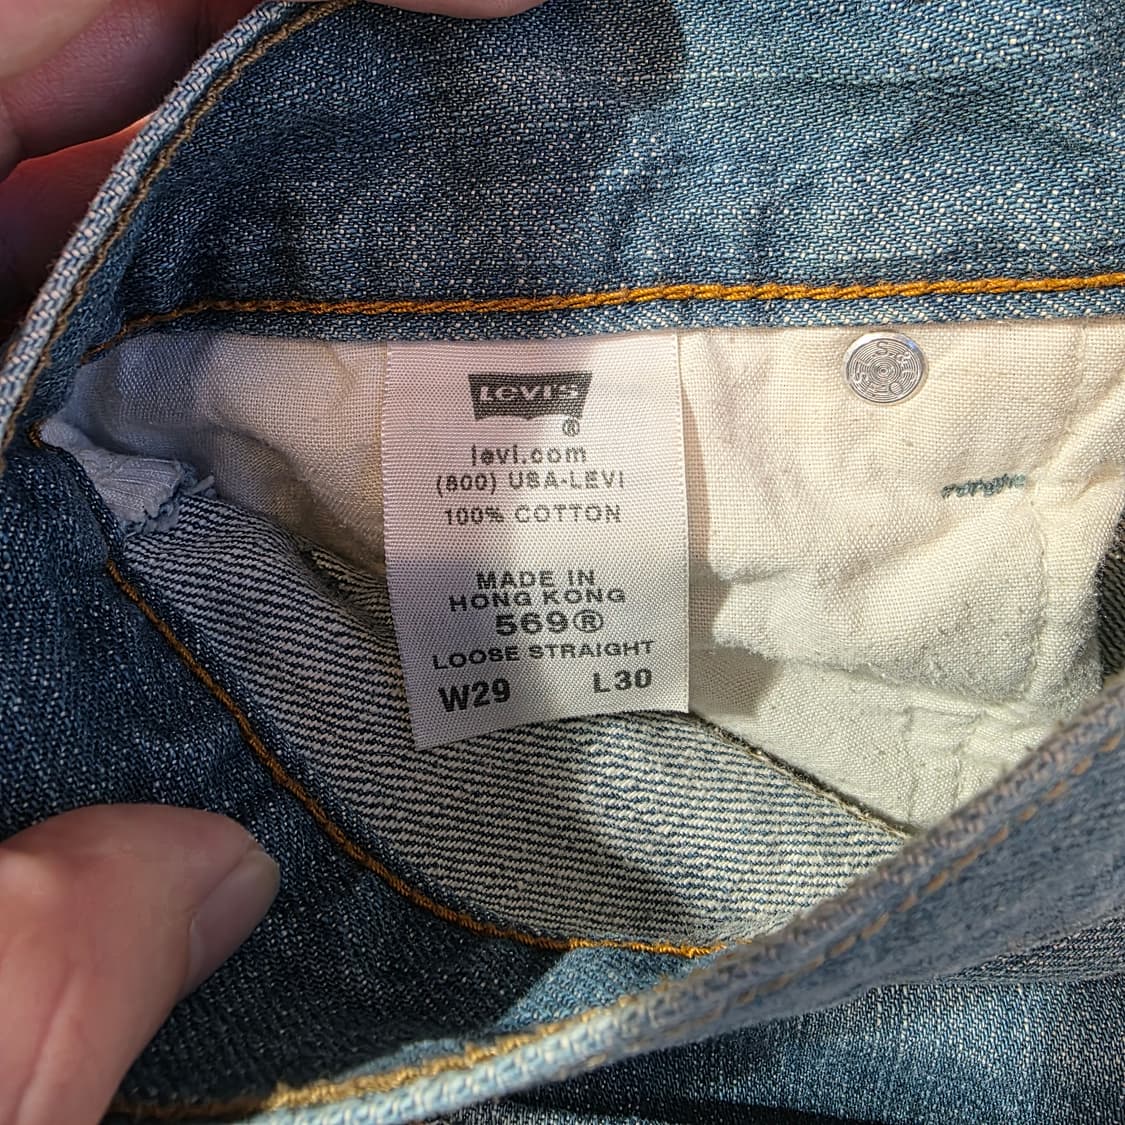 LEVI'S
®
levi.com
(800) USA-LEVI
100% COTTON
MADE IN
HONG KONG
569®
LOOSE STRAIGHT
W29 L30